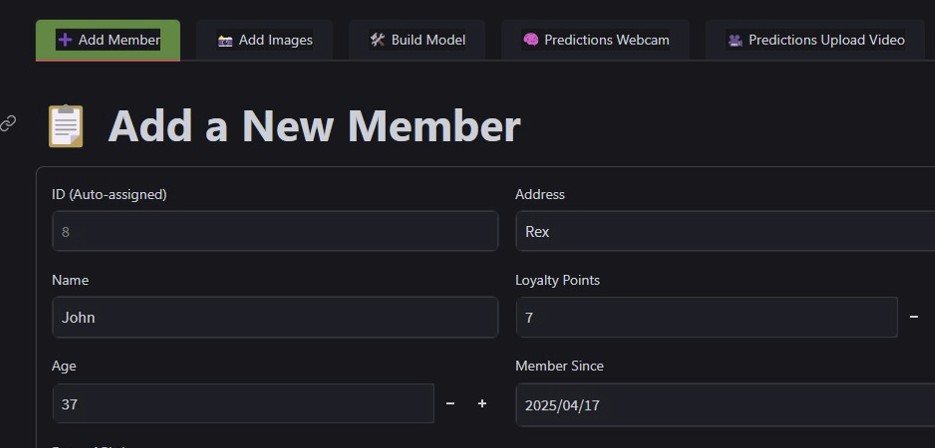 Add Member
Add Images
Build Model
Predictions Webcam
Predictions Upload Video
Add a New Member
ID (Auto-assigned)
8
Address
Rex
Name
John
Loyalty Points
7
Age
37
Member Since
2025/04/17